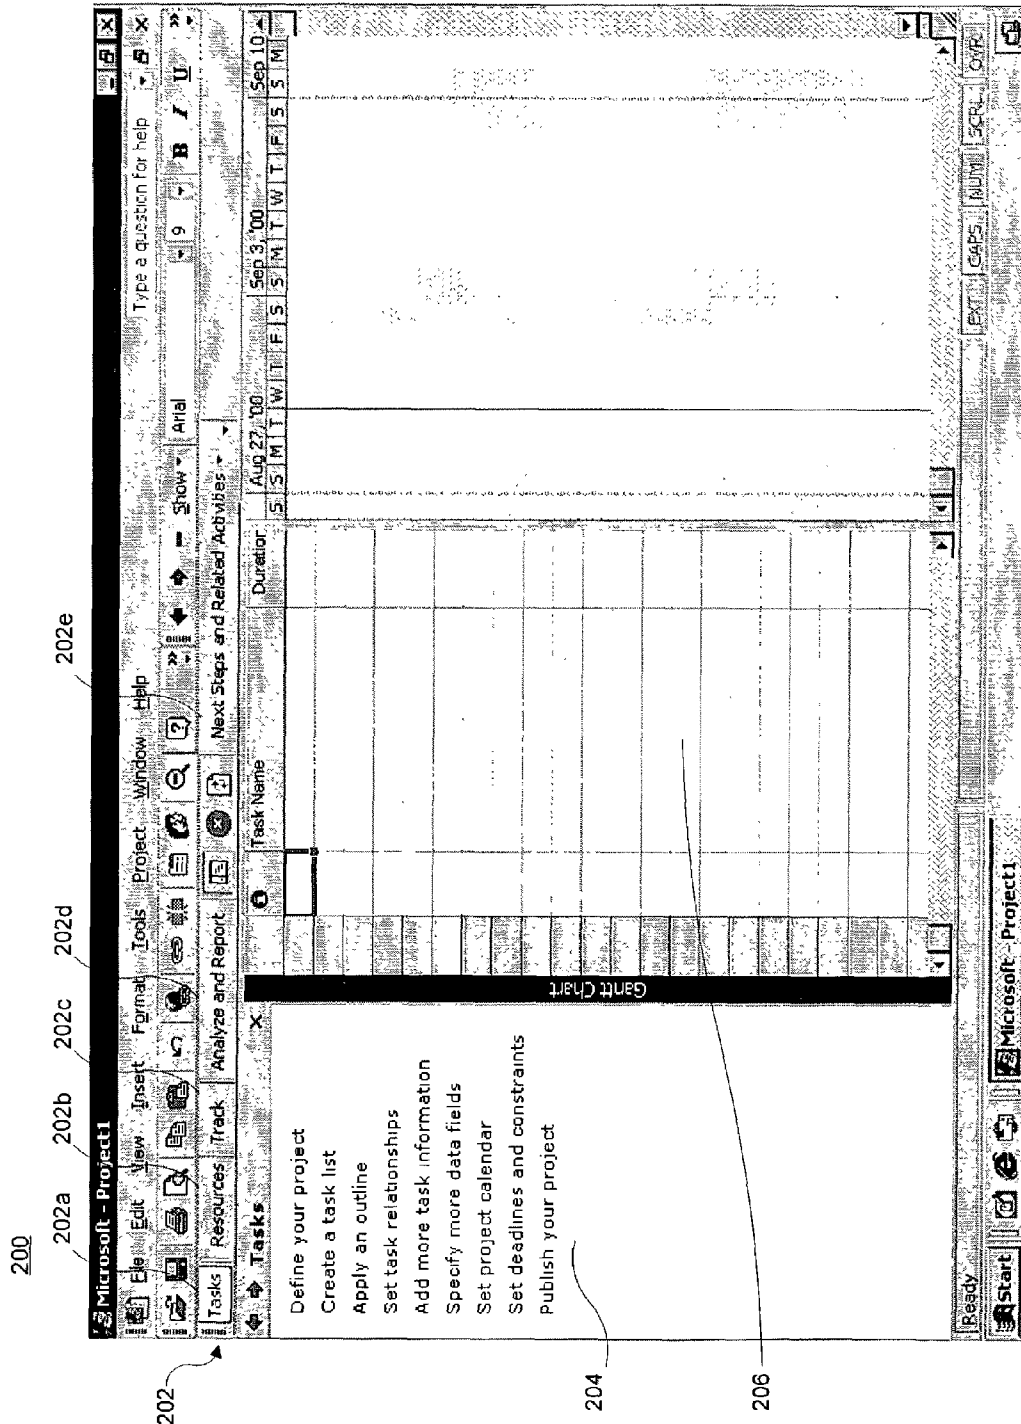 200
202a
202b
202c
202d
202e
202
Microsoft - Project1
File Edit View Insert Format Tools Project Window Help
Type a question for help
Show
Arial
9
B I U
Tasks Resources Track Analyze and Report
Next Steps and Related Activities
Tasks
Define your project
Create a task list
Apply an outline
Set task relationships
Add more task information
Specify more data fields
Set project calendar
Set deadlines and constraints
Publish your project
Gantt Chart
Task Name
Duration
Aug 27, '00
Sep 3, '00
Sep 10
S S M T W T F S S M T W T F S S M
204
206
Ready
EXT CAPS NUM SCRL OVR
Start
Microsoft - Project1